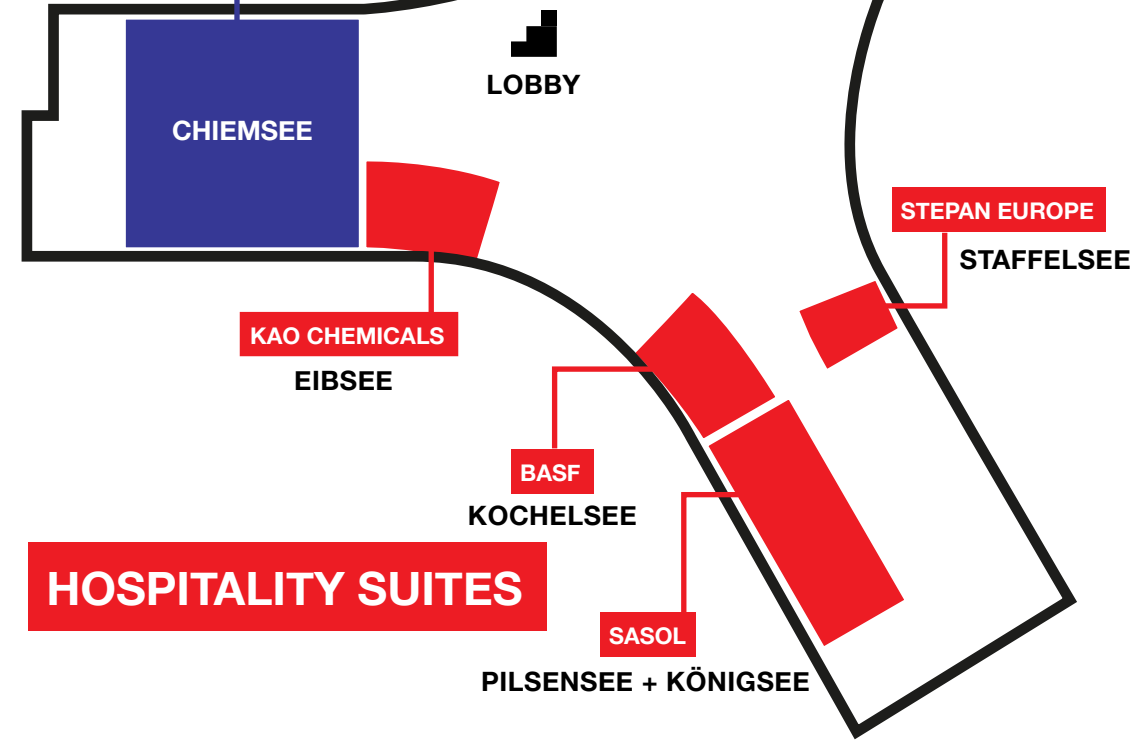 LOBBY
CHIEMSEE
STEPAN EUROPE
STAFFELSEE
KAO CHEMICALS
EIBSEE
BASF
KOCHELSEE
HOSPITALITY SUITES
SASOL
PILSENSEE + KÖNIGSEE